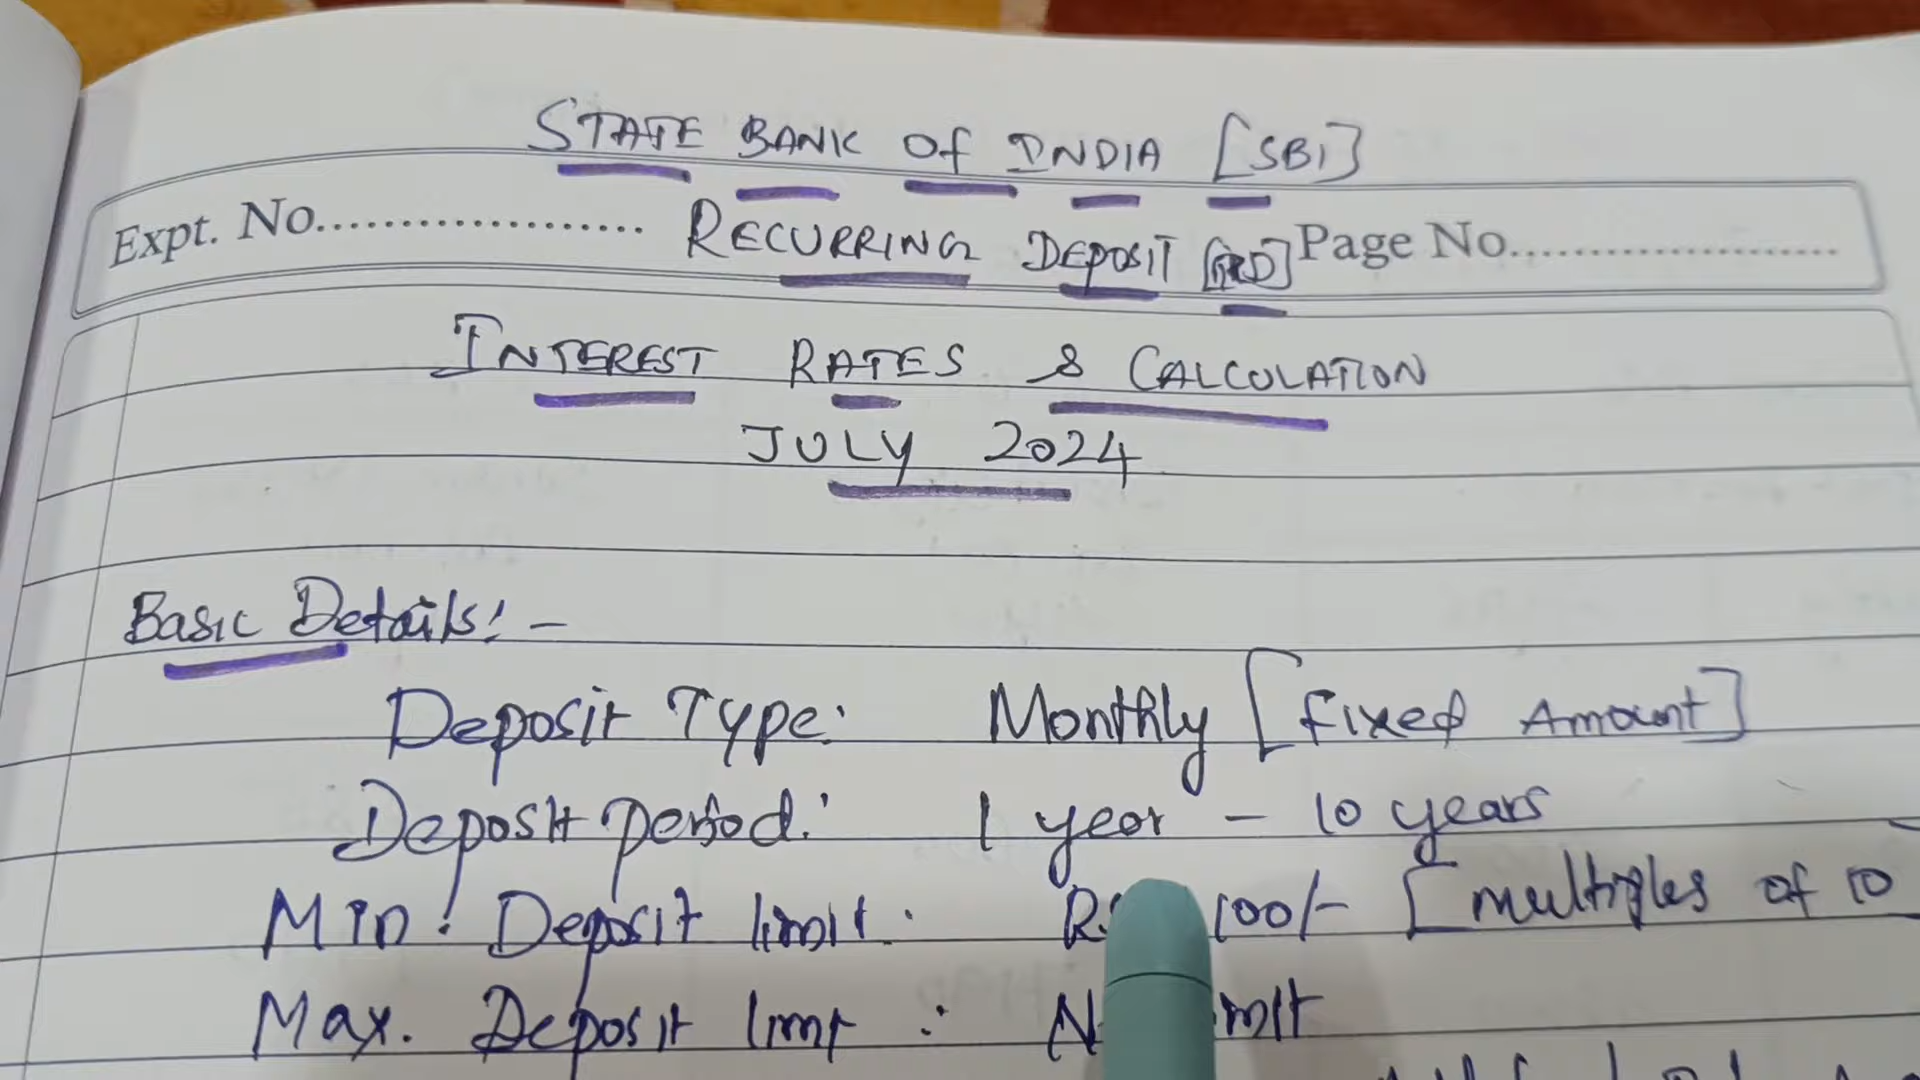 STATE BANK Of INDIA [SBI]
Expt. No.................... RECURRING DEPOSIT [RD] Page No....................
INTEREST RATES & CALCULATION
JULY 2024
Basic Details: -
Deposit Type: Monthly [Fixed Amount]
Deposit period: 1 year - 10 years
Min: Deposit limit: 100/- [multiples of 10
Max. Deposit limt :